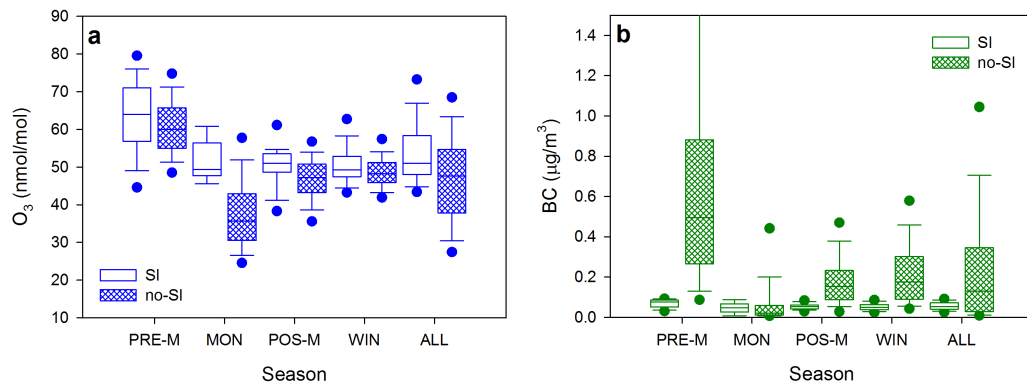 a
90
80
70
60
50
40
30
20
10
O₃ (nmol/mol)
SI
no-SI
PRE-M MON POS-M WIN ALL
Season
b
1.4
1.2
1.0
0.8
0.6
0.4
0.2
0.0
BC (μg/m³)
SI
no-SI
PRE-M MON POS-M WIN ALL
Season